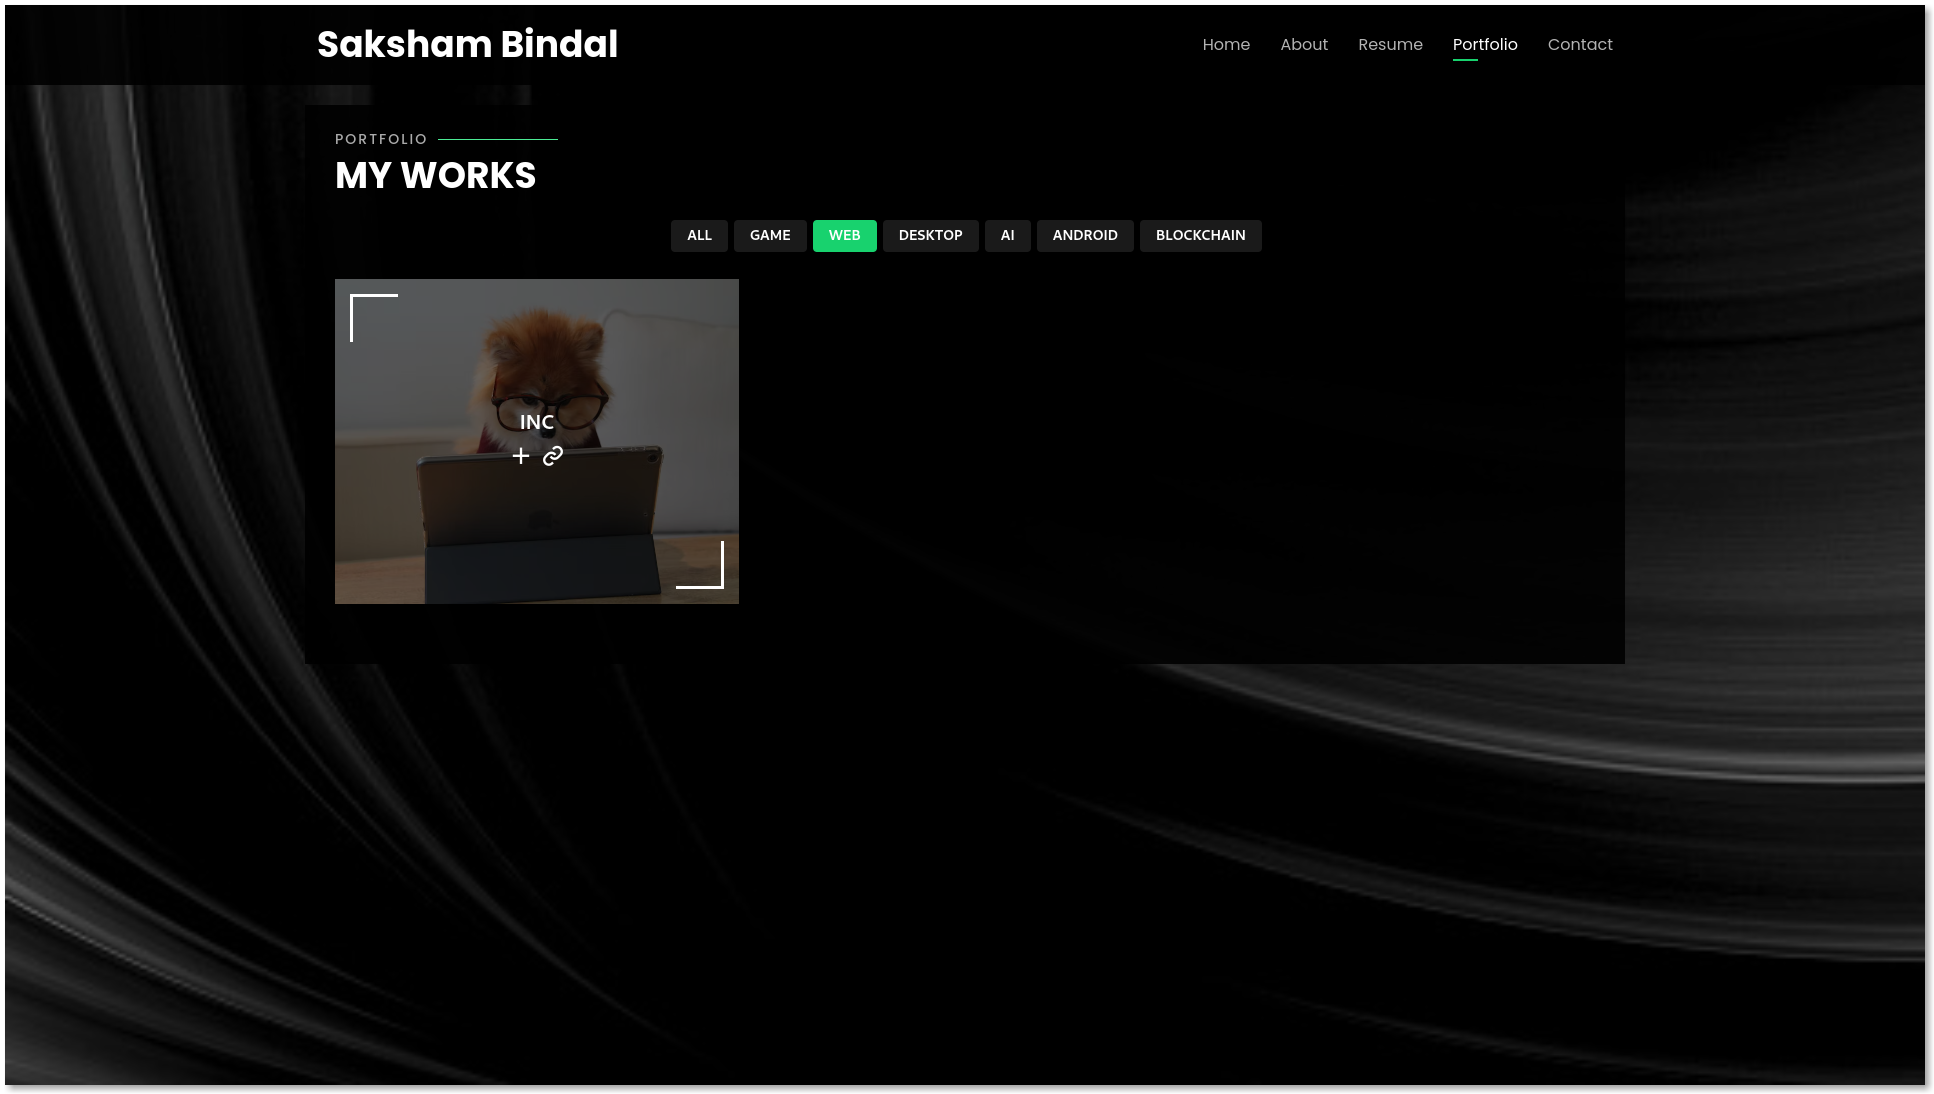 Saksham Bindal
Home About Resume Portfolio Contact
PORTFOLIO
MY WORKS
ALL GAME WEB DESKTOP AI ANDROID BLOCKCHAIN
INC